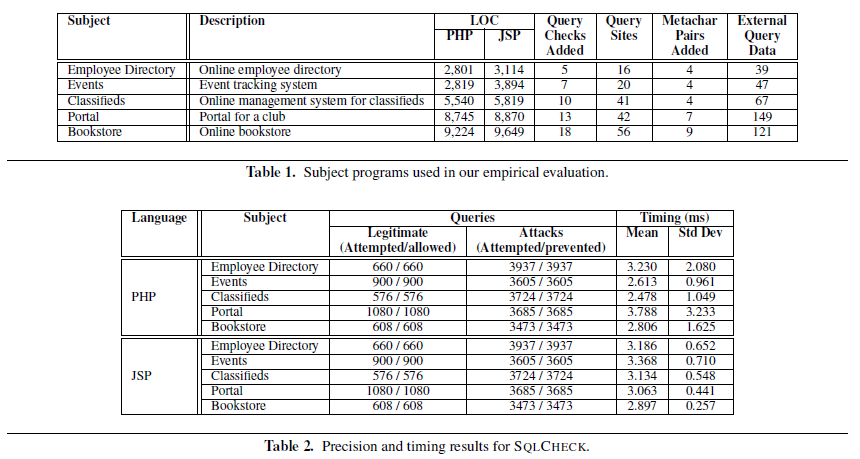 Subject Description LOC Query Query Metachar External
PHP JSP Checks Sites Pairs Query
Added Added Data
Employee Directory Online employee directory 2,801 3,114 5 16 4 39
Events Event tracking system 2,819 3,894 7 20 4 47
Classifieds Online management system for classifieds 5,540 5,819 10 41 4 67
Portal Portal for a club 8,745 8,870 13 42 7 149
Bookstore Online bookstore 9,224 9,649 18 56 9 121
Table 1. Subject programs used in our empirical evaluation.
Language Subject Queries Timing (ms)
Legitimate Attacks Mean Std Dev
(Attempted/allowed) (Attempted/prevented)
Employee Directory 660 / 660 3937 / 3937 3.230 2.080
Events 900 / 900 3605 / 3605 2.613 0.961
PHP Classifieds 576 / 576 3724 / 3724 2.478 1.049
Portal 1080 / 1080 3685 / 3685 3.788 3.233
Bookstore 608 / 608 3473 / 3473 2.806 1.625
Employee Directory 660 / 660 3937 / 3937 3.186 0.652
Events 900 / 900 3605 / 3605 3.368 0.710
JSP Classifieds 576 / 576 3724 / 3724 3.134 0.548
Portal 1080 / 1080 3685 / 3685 3.063 0.441
Bookstore 608 / 608 3473 / 3473 2.897 0.257
Table 2. Precision and timing results for SQLCHECK.